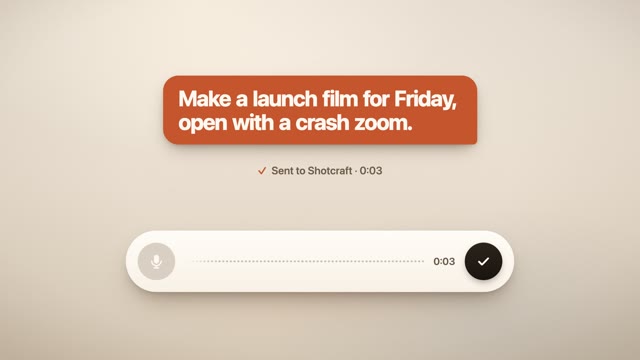 Make a launch film for Friday,
open with a crash zoom.
Sent to Shotcraft · 0:03
0:03